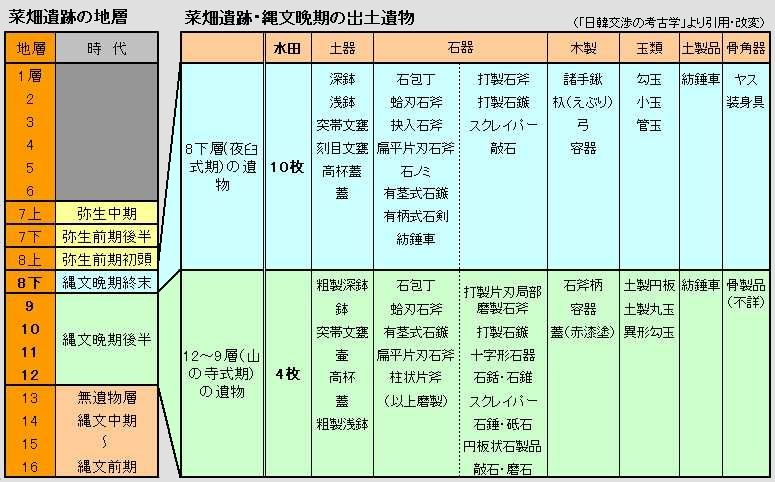 菜畑遺跡の地層
地層 時代
1層
2
3
4
5
6
7上 弥生中期
7下 弥生前期後半
8上 弥生前期初頭
8下 縄文晩期終末
9
10
11
12
縄文晩期後半
13 無遺物層
14 縄文中期
15 〜
16 縄文前期
菜畑遺跡・縄文晩期の出土遺物
(「日韓交渉の考古学」より引用・改変)
水田 土器 石器 木製 玉類 土製品 骨角器
8下層(夜臼
式期)の遺
物
10枚
深鉢
浅鉢
突帯文甕
刻目文甕
高杯蓋
蓋
石包丁
蛤刃石斧
抉入石斧
扁平片刃石斧
石ノミ
有茎式石鏃
有柄式石剣
紡錘車
打製石斧
打製石鏃
スクレイパー
敲石
諸手鍬
杁(えぶり)
弓
容器
勾玉
小玉
管玉
紡錘車
ヤス
装身具
12〜9層(山
の寺式期)
の遺物
4枚
粗製深鉢
鉢
突帯文甕
壷
高杯
蓋
粗製浅鉢
石包丁
蛤刃石斧
有茎式石鏃
扁平片刃石斧
柱状片斧
(以上磨製)
打製片刃局部
磨製石斧
打製石鏃
十字形石器
石銛・石錐
スクレイパー
石錘・砥石
円板状石製品
敲石・磨石
石斧柄
容器
蓋(赤漆塗)
土製円板
土製丸玉
異形勾玉
紡錘車
骨製品
(不詳)